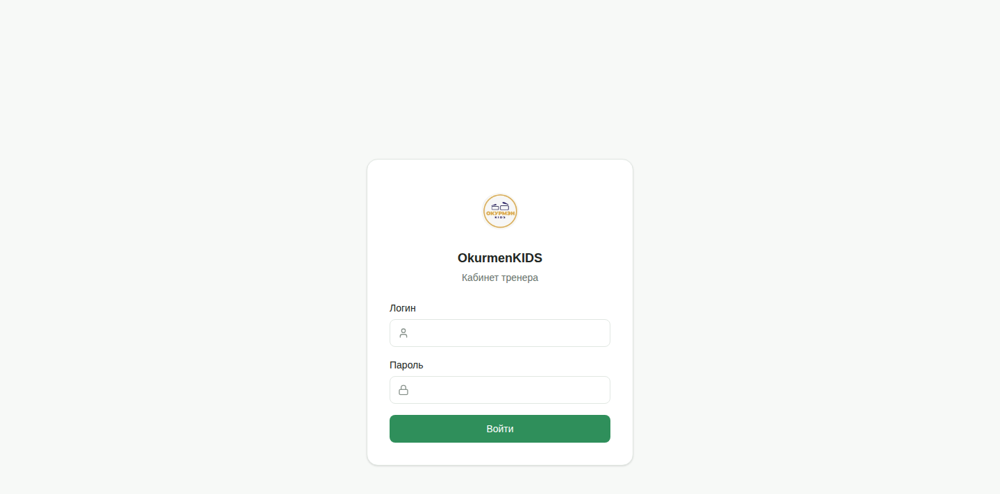 ОКУРМЭН
KIDS
OkurmenKIDS
Кабинет тренера
Логин
Пароль
Войти